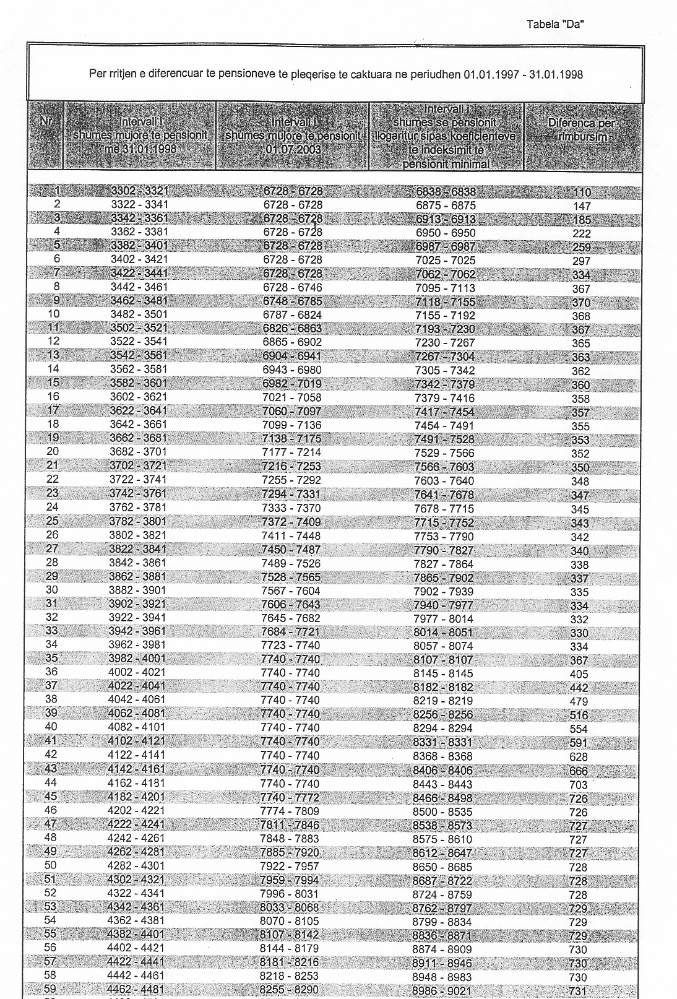 Tabela "Da"
Per rritjen e diferencuar te pensioneve te pleqerise te caktuara ne periudhen 01.01.1997 - 31.01.1998
Nr Intervali i shumes mujore te pensionit me 31.01.1998 Intervali i shumes mujore te pensionit 01.07.2003 Intervali i shumes se pensionit llogaritur sipas koeficienteve te indeksimit te pensionit minimal Diferenca per rimbursim
1 3302 - 3321 6728 - 6728 6838 - 6838 110
2 3322 - 3341 6728 - 6728 6875 - 6875 147
3 3342 - 3361 6728 - 6728 6913 - 6913 185
4 3362 - 3381 6728 - 6728 6950 - 6950 222
5 3382 - 3401 6728 - 6728 6987 - 6987 259
6 3402 - 3421 6728 - 6728 7025 - 7025 297
7 3422 - 3441 6728 - 6728 7062 - 7062 334
8 3442 - 3461 6728 - 6746 7095 - 7113 367
9 3462 - 3481 6748 - 6785 7118 - 7155 370
10 3482 - 3501 6787 - 6824 7155 - 7192 368
11 3502 - 3521 6826 - 6863 7193 - 7230 367
12 3522 - 3541 6865 - 6902 7230 - 7267 365
13 3542 - 3561 6904 - 6941 7267 - 7304 363
14 3562 - 3581 6943 - 6980 7305 - 7342 362
15 3582 - 3601 6982 - 7019 7342 - 7379 360
16 3602 - 3621 7021 - 7058 7379 - 7416 358
17 3622 - 3641 7060 - 7097 7417 - 7454 357
18 3642 - 3661 7099 - 7136 7454 - 7491 355
19 3662 - 3681 7138 - 7175 7491 - 7528 353
20 3682 - 3701 7177 - 7214 7529 - 7566 352
21 3702 - 3721 7216 - 7253 7566 - 7603 350
22 3722 - 3741 7255 - 7292 7603 - 7640 348
23 3742 - 3761 7294 - 7331 7641 - 7678 347
24 3762 - 3781 7333 - 7370 7678 - 7715 345
25 3782 - 3801 7372 - 7409 7715 - 7752 343
26 3802 - 3821 7411 - 7448 7753 - 7790 342
27 3822 - 3841 7450 - 7487 7790 - 7827 340
28 3842 - 3861 7489 - 7526 7827 - 7864 338
29 3862 - 3881 7528 - 7565 7865 - 7902 337
30 3882 - 3901 7567 - 7604 7902 - 7939 335
31 3902 - 3921 7606 - 7643 7940 - 7977 334
32 3922 - 3941 7645 - 7682 7977 - 8014 332
33 3942 - 3961 7684 - 7721 8014 - 8051 330
34 3962 - 3981 7723 - 7740 8057 - 8074 334
35 3982 - 4001 7740 - 7740 8107 - 8107 367
36 4002 - 4021 7740 - 7740 8145 - 8145 405
37 4022 - 4041 7740 - 7740 8182 - 8182 442
38 4042 - 4061 7740 - 7740 8219 - 8219 479
39 4062 - 4081 7740 - 7740 8256 - 8256 516
40 4082 - 4101 7740 - 7740 8294 - 8294 554
41 4102 - 4121 7740 - 7740 8331 - 8331 591
42 4122 - 4141 7740 - 7740 8368 - 8368 628
43 4142 - 4161 7740 - 7740 8406 - 8406 666
44 4162 - 4181 7740 - 7740 8443 - 8443 703
45 4182 - 4201 7740 - 7772 8466 - 8498 726
46 4202 - 4221 7774 - 7809 8500 - 8535 726
47 4222 - 4241 7811 - 7846 8538 - 8573 727
48 4242 - 4261 7848 - 7883 8575 - 8610 727
49 4262 - 4281 7885 - 7920 8612 - 8647 727
50 4282 - 4301 7922 - 7957 8650 - 8685 728
51 4302 - 4321 7959 - 7994 8687 - 8722 728
52 4322 - 4341 7996 - 8031 8724 - 8759 728
53 4342 - 4361 8033 - 8068 8762 - 8797 729
54 4362 - 4381 8070 - 8105 8799 - 8834 729
55 4382 - 4401 8107 - 8142 8836 - 8871 729
56 4402 - 4421 8144 - 8179 8874 - 8909 730
57 4422 - 4441 8181 - 8216 8911 - 8946 730
58 4442 - 4461 8218 - 8253 8948 - 8983 730
59 4462 - 4481 8255 - 8290 8986 - 9021 731